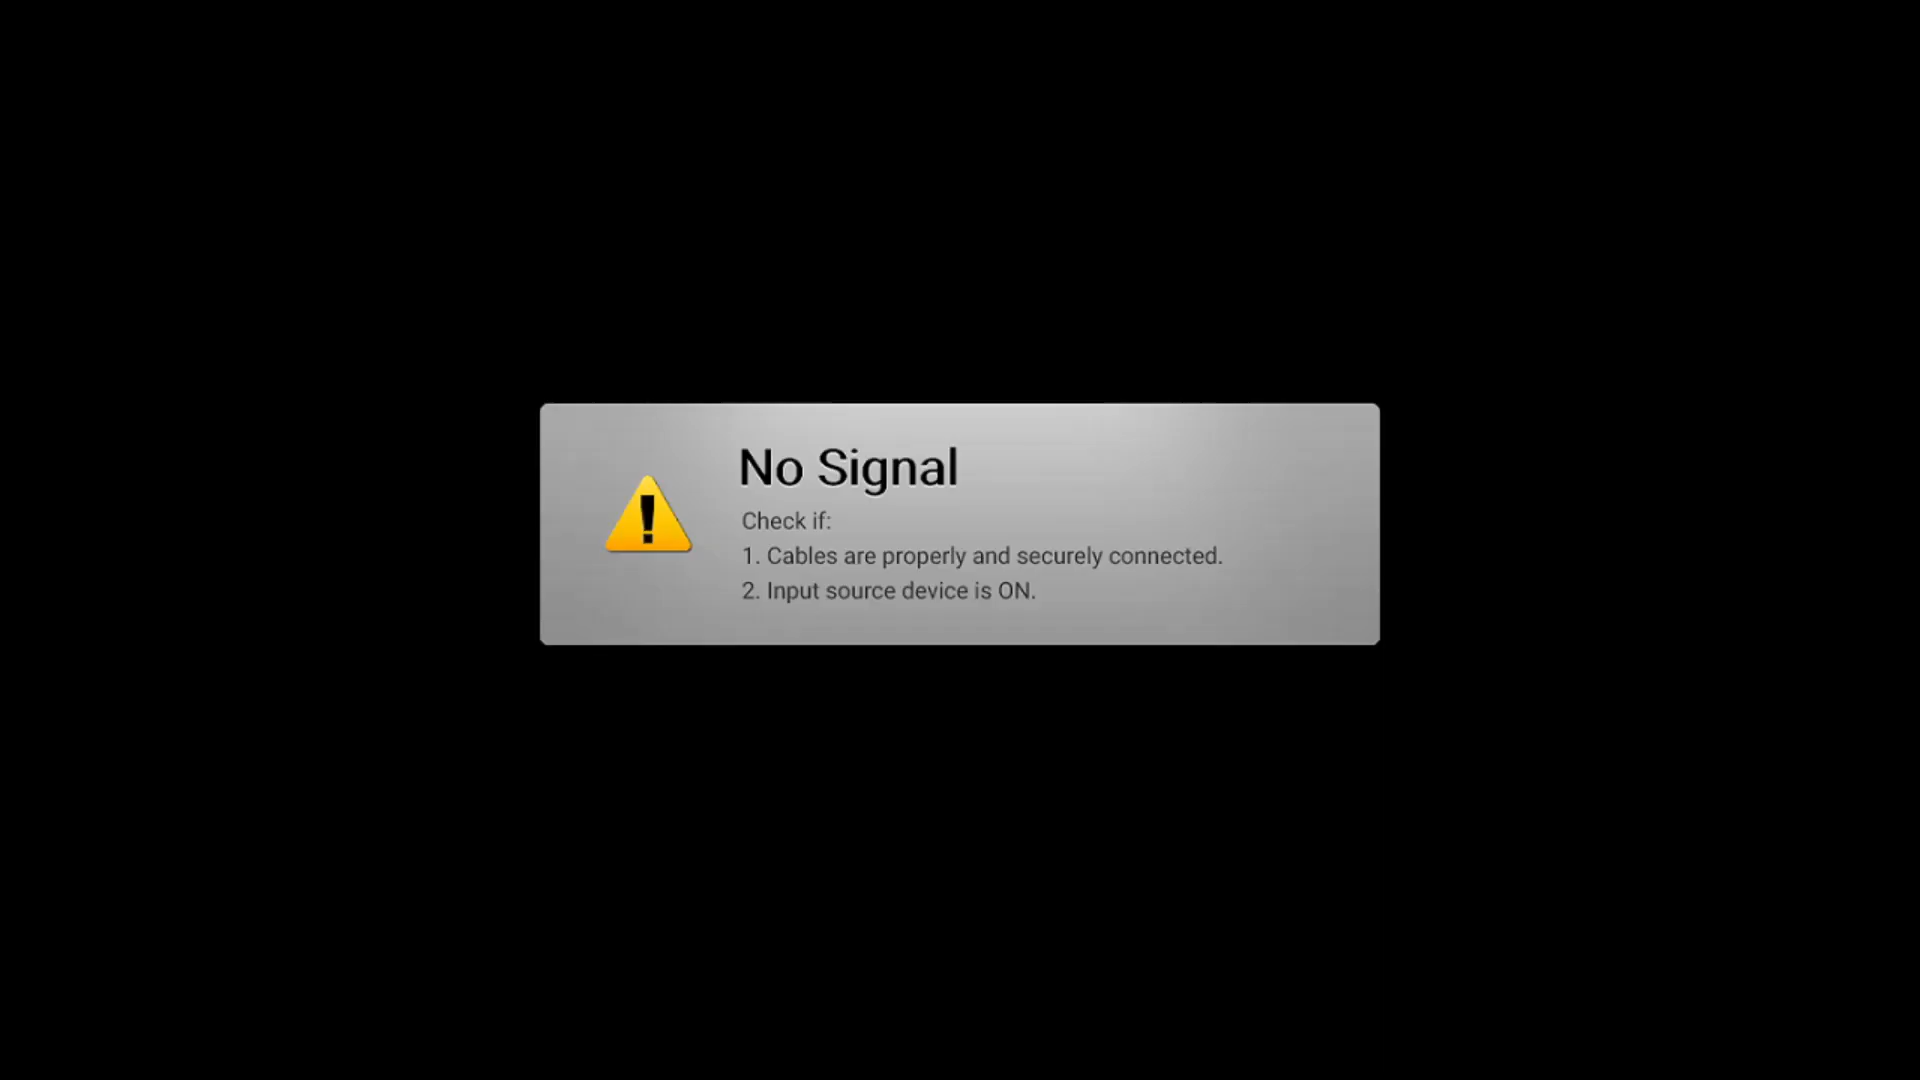 No Signal
Check if:
1. Cables are properly and securely connected.
2. Input source device is ON.